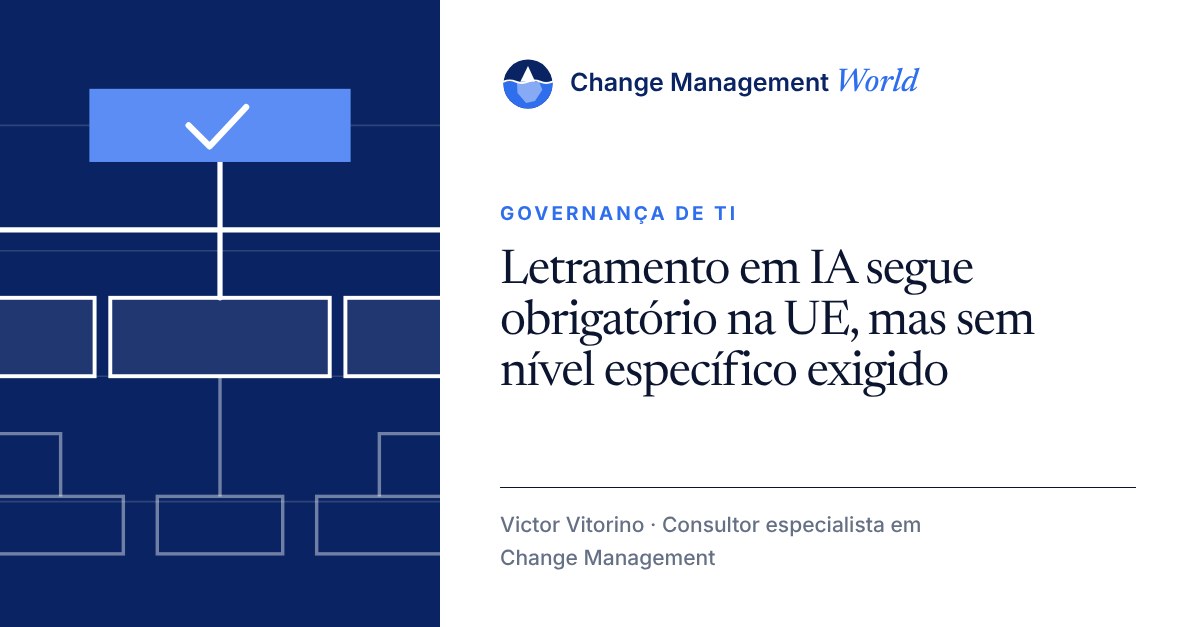 Change Management World
GOVERNANÇA DE TI
Letramento em IA segue
obrigatório na UE, mas sem
nível específico exigido
Victor Vitorino · Consultor especialista em
Change Management